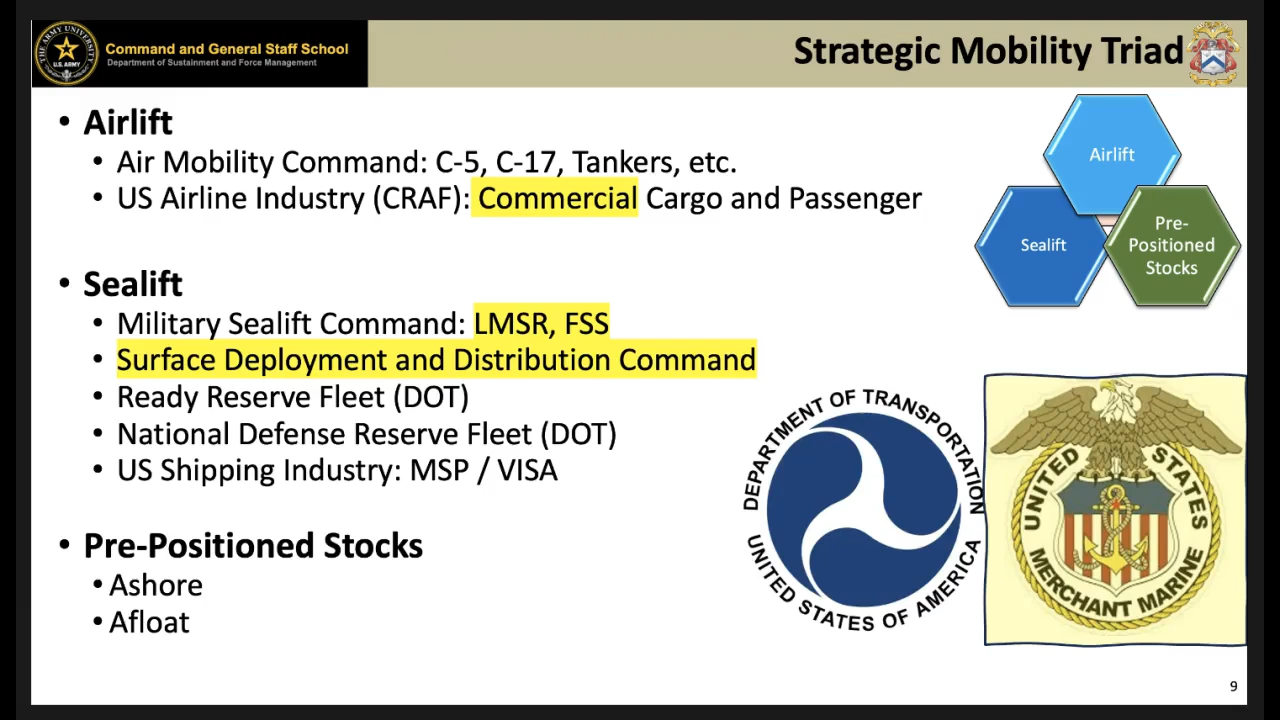 THE ARMY UNIVERSITY
U.S. ARMY
Command and General Staff School
Department of Sustainment and Force Management
Strategic Mobility Triad
• Airlift
• Air Mobility Command: C-5, C-17, Tankers, etc.
• US Airline Industry (CRAF): Commercial Cargo and Passenger
• Sealift
• Military Sealift Command: LMSR, FSS
• Surface Deployment and Distribution Command
• Ready Reserve Fleet (DOT)
• National Defense Reserve Fleet (DOT)
• US Shipping Industry: MSP / VISA
• Pre-Positioned Stocks
• Ashore
• Afloat
Airlift
Sealift
Pre-
Positioned
Stocks
DEPARTMENT OF TRANSPORTATION
UNITED STATES OF AMERICA
UNITED STATES
MERCHANT MARINE
9